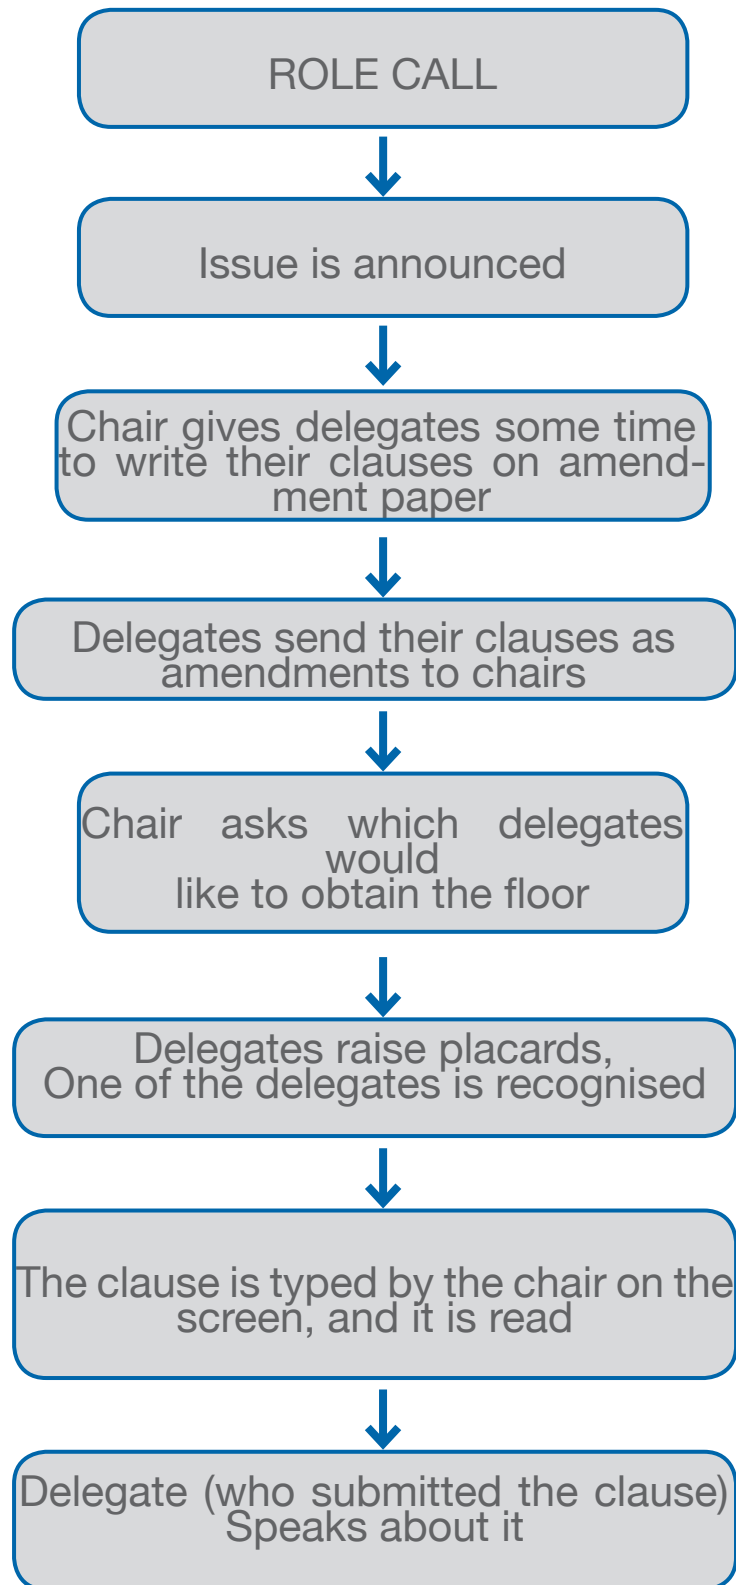 ROLE CALL
Issue is announced
Chair gives delegates some time
to write their clauses on amend-
ment paper
Delegates send their clauses as
amendments to chairs
Chair asks which delegates
would
like to obtain the floor
Delegates raise placards,
One of the delegates is recognised
The clause is typed by the chair on the
screen, and it is read
Delegate (who submitted the clause)
Speaks about it